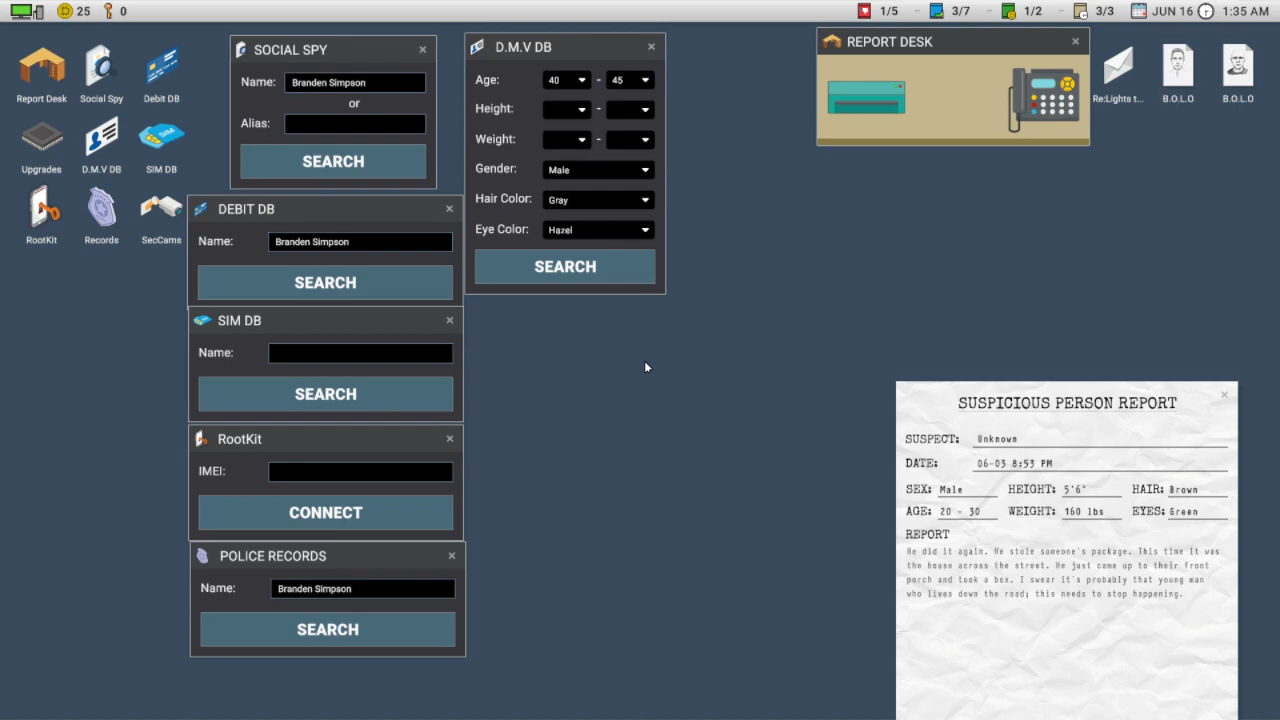 25 0 1/5 - 3/7 - 1/2 - 3/3 JUN 16 1:35 AM
Report Desk
Social Spy
Debit DB
Upgrades
D.M.V DB
SIM DB
RootKit
Records
SecCams
SOCIAL SPY ×
Name: Branden Simpson
or
Alias:
SEARCH
DEBIT DB ×
Name: Branden Simpson
SEARCH
SIM DB ×
Name:
SEARCH
RootKit ×
IMEI:
CONNECT
POLICE RECORDS ×
Name: Branden Simpson
SEARCH
D.M.V DB ×
Age: 40 - 45
Height: -
Weight: -
Gender: Male
Hair Color: Gray
Eye Color: Hazel
SEARCH
REPORT DESK ×
Re:Lights t...
B.O.L.O
B.O.L.O
SUSPICIOUS PERSON REPORT ×
SUSPECT: Unknown
DATE: 06-03 8:53 PM
SEX: Male HEIGHT: 5'6" HAIR: Brown
AGE: 20 - 30 WEIGHT: 160 lbs EYES: Green
REPORT
He did it again. He stole someone's package. This time it was
the house across the street. He just came up to their front
porch and took a box. I swear it's probably that young man
who lives down the road; this needs to stop happening.